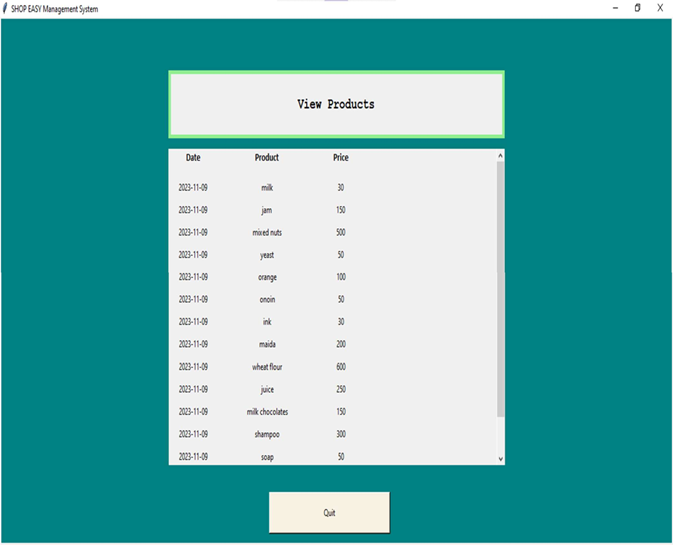 SHOP EASY Management System
View Products
Date Product Price
2023-11-09 milk 30
2023-11-09 jam 150
2023-11-09 mixed nuts 500
2023-11-09 yeast 50
2023-11-09 orange 100
2023-11-09 onoin 50
2023-11-09 ink 30
2023-11-09 maida 200
2023-11-09 wheat flour 600
2023-11-09 juice 250
2023-11-09 milk chocolates 150
2023-11-09 shampoo 300
2023-11-09 soap 50
Quit